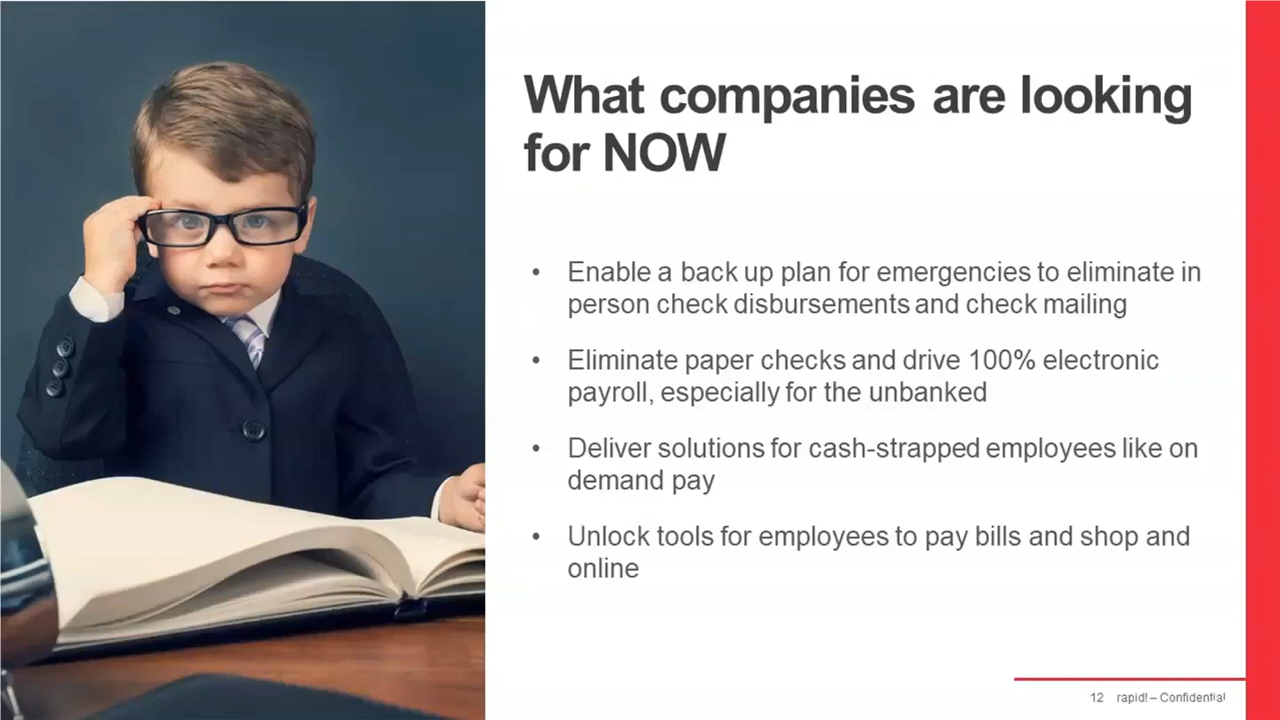 What companies are looking
for NOW
• Enable a back up plan for emergencies to eliminate in
person check disbursements and check mailing
• Eliminate paper checks and drive 100% electronic
payroll, especially for the unbanked
• Deliver solutions for cash-strapped employees like on
demand pay
• Unlock tools for employees to pay bills and shop and
online
12 rapid! – Confidential